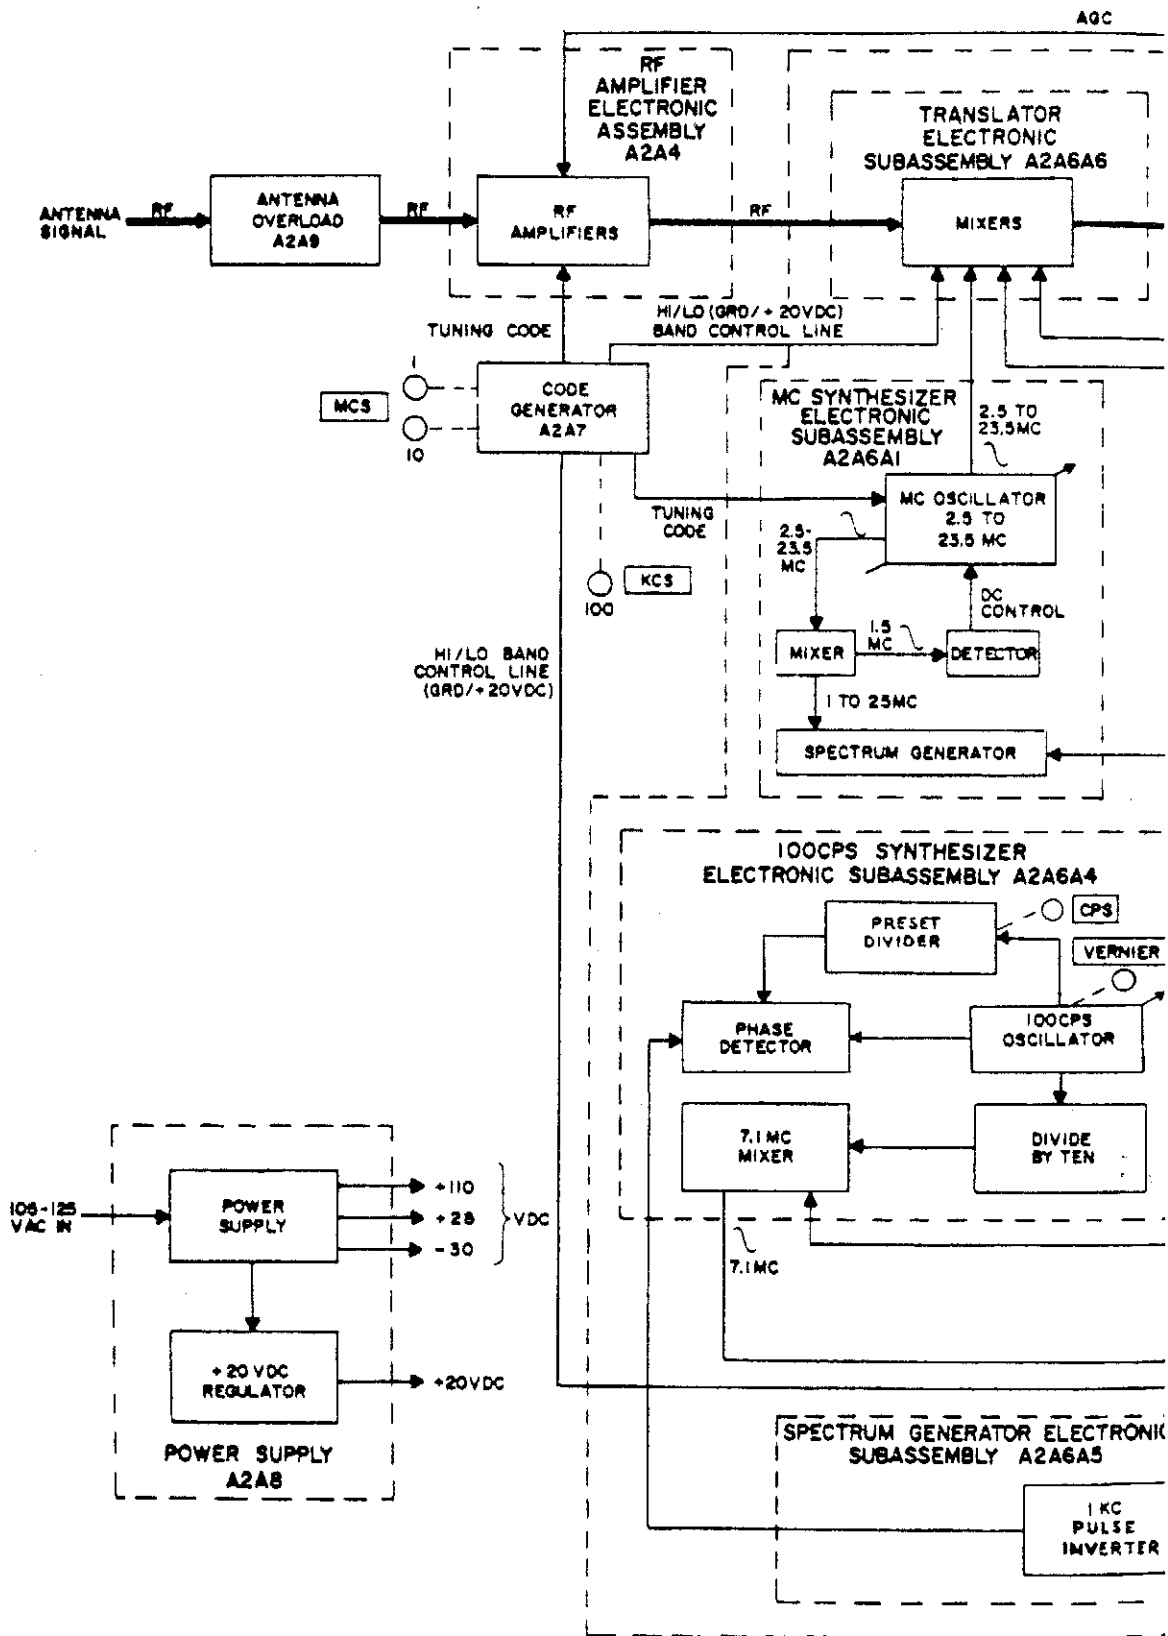 AGC
RF
AMPLIFIER
ELECTRONIC
ASSEMBLY
A2A4
TRANSLATOR
ELECTRONIC
SUBASSEMBLY A2A6A6
ANTENNA
SIGNAL
RF
ANTENNA
OVERLOAD
A2A9
RF
RF
AMPLIFIERS
RF
MIXERS
TUNING CODE
HI/LO (GRD/+20VDC)
BAND CONTROL LINE
1
MCS
10
CODE
GENERATOR
A2A7
MC SYNTHESIZER
ELECTRONIC
SUBASSEMBLY
A2A6A1
2.5 TO
23.5MC
TUNING
CODE
MC OSCILLATOR
2.5 TO
23.5 MC
2.5-
23.5
MC
KCS
100
DC
CONTROL
HI/LO BAND
CONTROL LINE
(GRD/+20VDC)
MIXER
1.5
MC
DETECTOR
1 TO 25MC
SPECTRUM GENERATOR
100CPS SYNTHESIZER
ELECTRONIC SUBASSEMBLY A2A6A4
PRESET
DIVIDER
CPS
VERNIER
PHASE
DETECTOR
100CPS
OSCILLATOR
7.1 MC
MIXER
DIVIDE
BY TEN
7.1MC
105-125
VAC IN
POWER
SUPPLY
+110
+28
-30
VDC
+20 VDC
REGULATOR
+20VDC
POWER SUPPLY
A2A8
SPECTRUM GENERATOR ELECTRONIC
SUBASSEMBLY A2A6A5
1 KC
PULSE
INVERTER